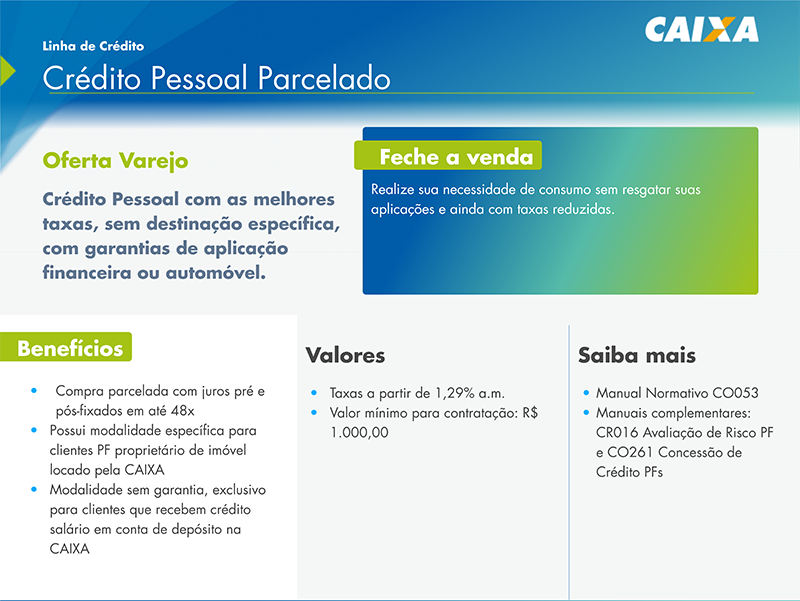 CAIXA
Linha de Crédito
Crédito Pessoal Parcelado
Oferta Varejo
Crédito Pessoal com as melhores
taxas, sem destinação específica,
com garantias de aplicação
financeira ou automóvel.
Feche a venda
Realize sua necessidade de consumo sem resgatar suas
aplicações e ainda com taxas reduzidas.
Benefícios
• Compra parcelada com juros pré e
pós-fixados em até 48x
• Possui modalidade específica para
clientes PF proprietário de imóvel
locado pela CAIXA
• Modalidade sem garantia, exclusivo
para clientes que recebem crédito
salário em conta de depósito na
CAIXA
Valores
• Taxas a partir de 1,29% a.m.
• Valor mínimo para contratação: R$
1.000,00
Saiba mais
• Manual Normativo CO053
• Manuais complementares:
CR016 Avaliação de Risco PF
e CO261 Concessão de
Crédito PFs